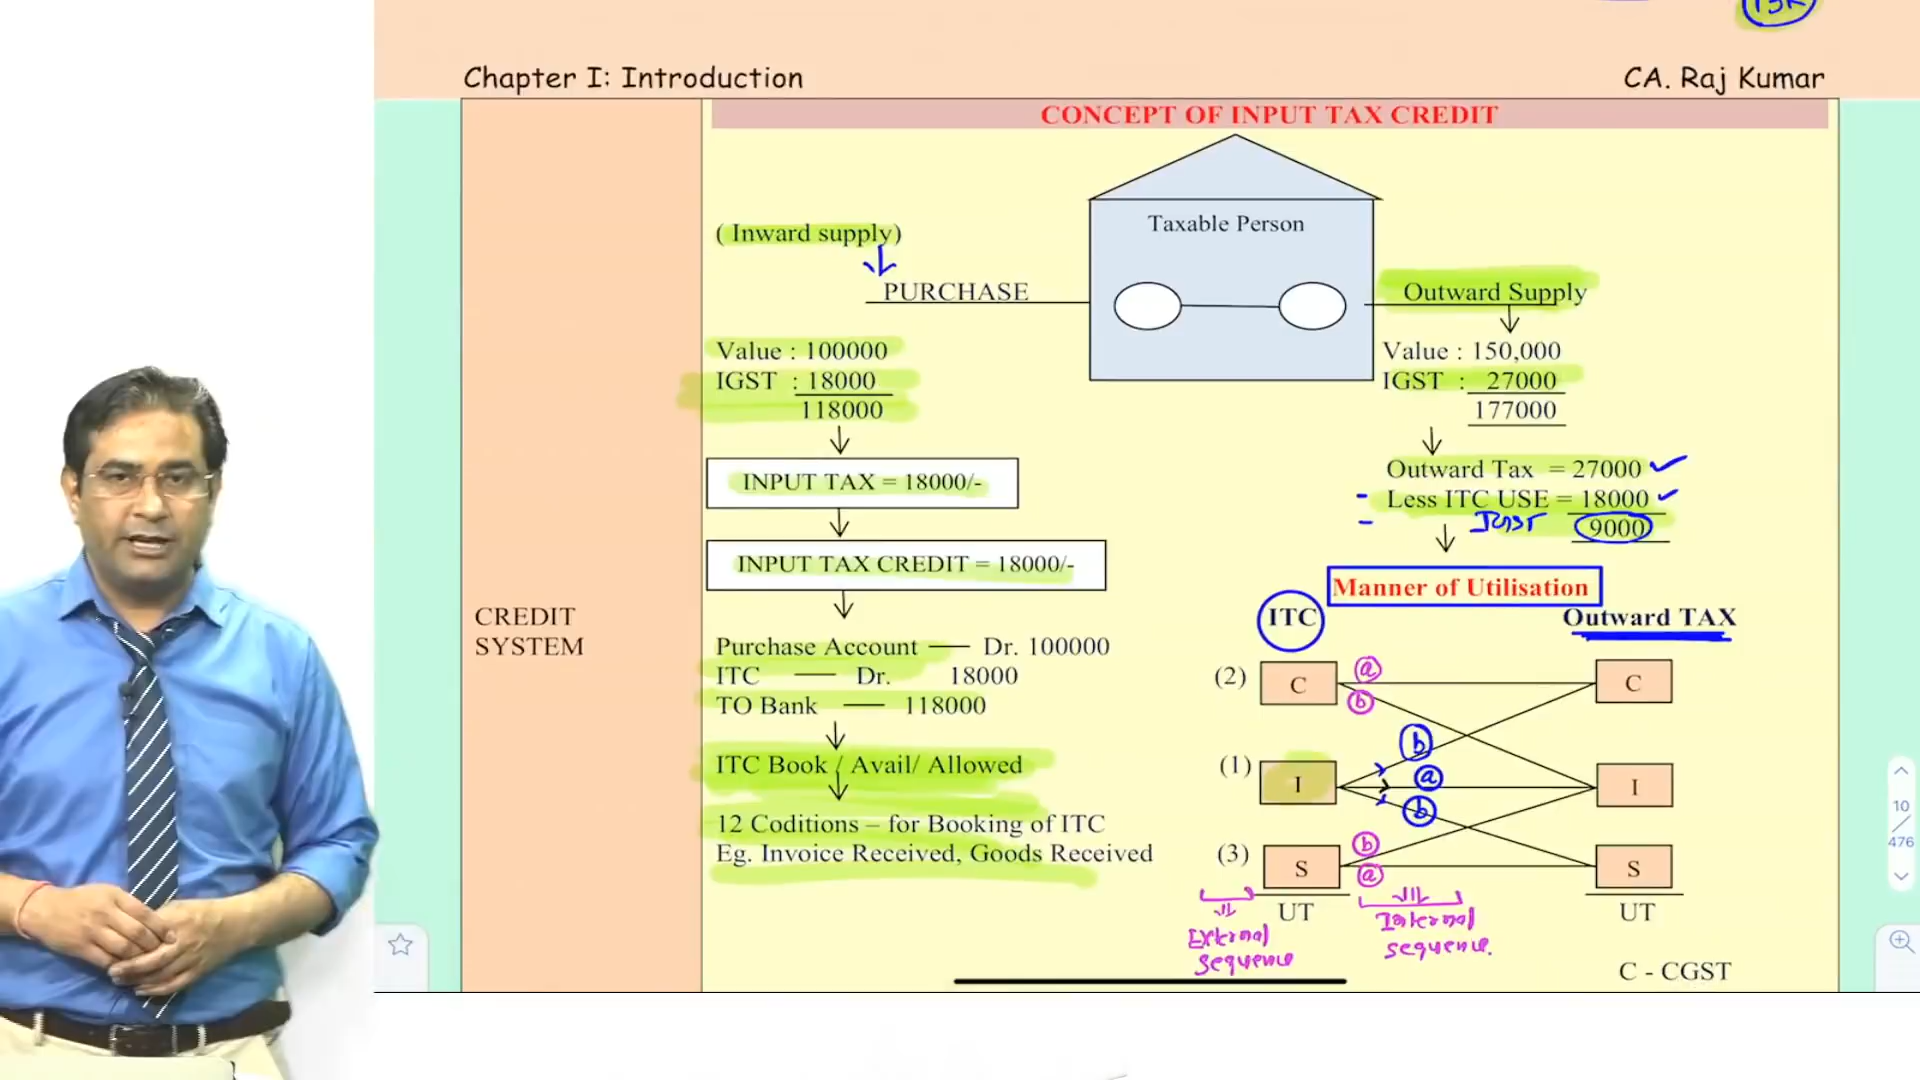 13k
Chapter I: Introduction
CA. Raj Kumar
CONCEPT OF INPUT TAX CREDIT
Taxable Person
( Inward supply)
PURCHASE
Outward Supply
Value : 100000
IGST : 18000
118000
Value : 150,000
IGST : 27000
177000
INPUT TAX = 18000/-
Outward Tax = 27000
- Less ITC USE = 18000
- 9000
INPUT TAX CREDIT = 18000/-
Manner of Utilisation
ITC
Outward TAX
CREDIT
SYSTEM
Purchase Account — Dr. 100000
ITC — Dr. 18000
TO Bank — 118000
ITC Book / Avail/ Allowed
12 Coditions – for Booking of ITC
Eg. Invoice Received, Goods Received
(2) C a C
b
b
(1) I a I
b
b
(3) S a S
UT
UT
External
sequence
Internal
sequence.
C - CGST
10
/
476